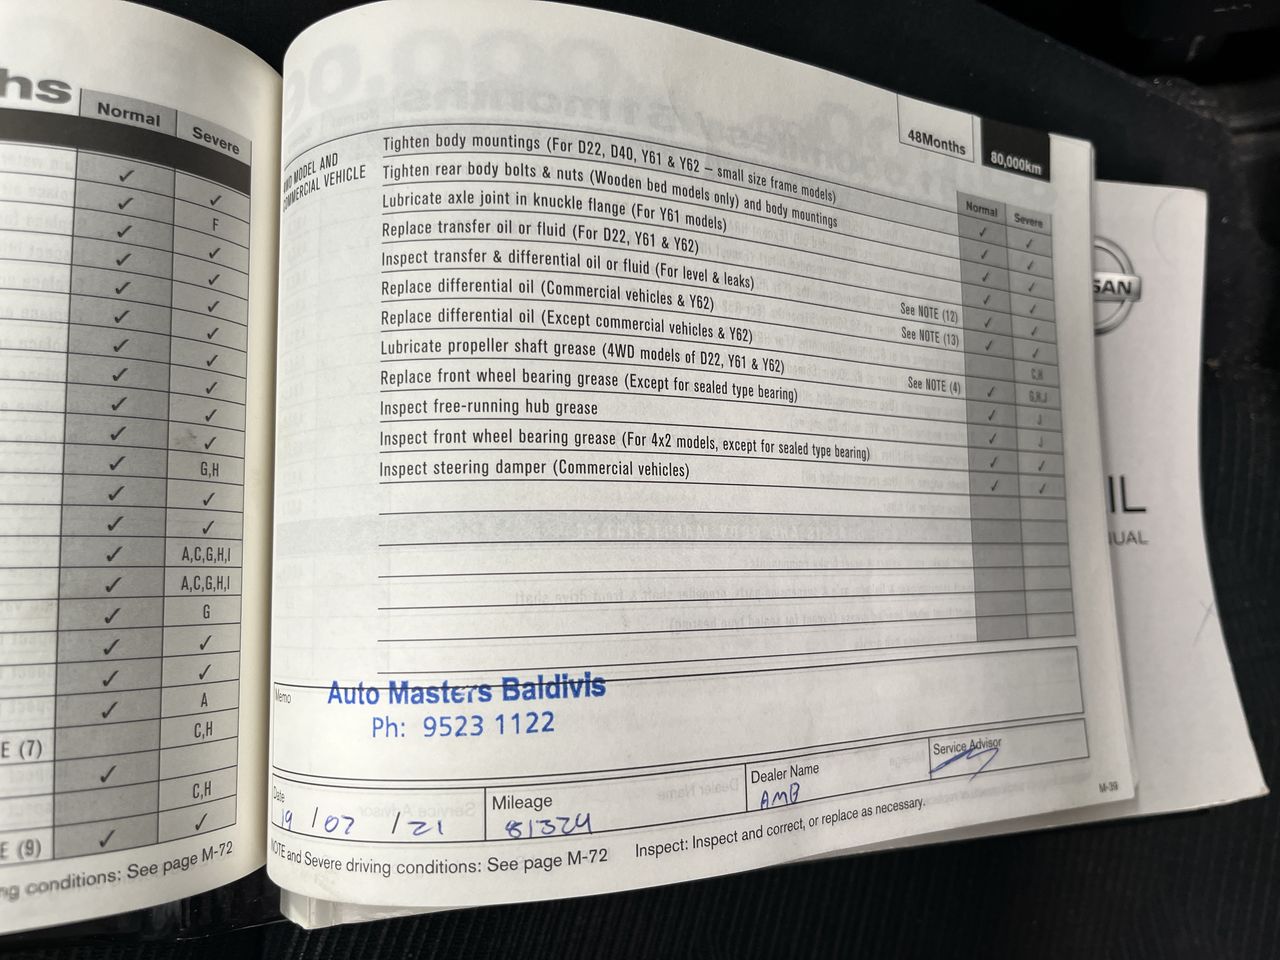 hs
Normal Severe
✓ ✓
✓ F
✓ ✓
✓ ✓
✓ ✓
✓ ✓
✓ ✓
✓ ✓
✓ ✓
✓ ✓
✓ G,H
✓ ✓
✓ ✓
✓ A,C,G,H,I
✓ A,C,G,H,I
✓ G
✓ ✓
✓ ✓
✓ A
E (7) C,H
✓
C,H
E (9) ✓ ✓
ng conditions: See page M-72
48Months 80,000km
Normal Severe
COMMERCIAL VEHICLE
MODEL AND
Tighten body mountings (For D22, D40, Y61 & Y62 – small size frame models) ✓ ✓
Tighten rear body bolts & nuts (Wooden bed models only) and body mountings ✓ ✓
Lubricate axle joint in knuckle flange (For Y61 models) ✓ ✓
Replace transfer oil or fluid (For D22, Y61 & Y62) ✓ ✓
Inspect transfer & differential oil or fluid (For level & leaks) See NOTE (12) ✓ ✓
Replace differential oil (Commercial vehicles & Y62) See NOTE (13) ✓ ✓
Replace differential oil (Except commercial vehicles & Y62) C,H
Lubricate propeller shaft grease (4WD models of D22, Y61 & Y62) See NOTE (4) ✓ G,H,J
Replace front wheel bearing grease (Except for sealed type bearing) ✓ J
Inspect free-running hub grease ✓ J
Inspect front wheel bearing grease (For 4x2 models, except for sealed type bearing) ✓ ✓
Inspect steering damper (Commercial vehicles) ✓ ✓
Memo
Auto Masters Baldivis
Ph: 9523 1122
Date 19 / 02 / 21
Mileage 81324
Dealer Name AMB
Service Advisor
NOTE and Severe driving conditions: See page M-72 Inspect: Inspect and correct, or replace as necessary.
M-39
SAN
IL
UAL